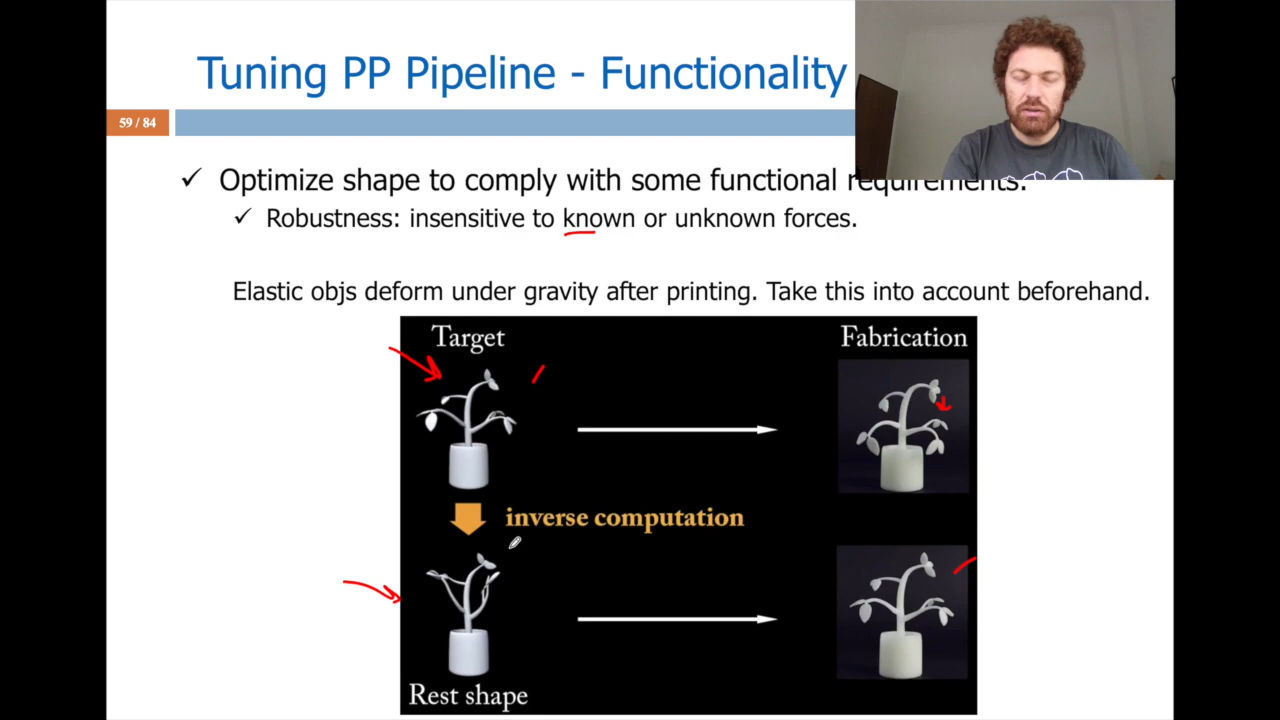 Tuning PP Pipeline - Functionality
59 / 84
✓ Optimize shape to comply with some functional requirements.
✓ Robustness: insensitive to known or unknown forces.
Elastic objs deform under gravity after printing. Take this into account beforehand.
Target
Fabrication
inverse computation
Rest shape